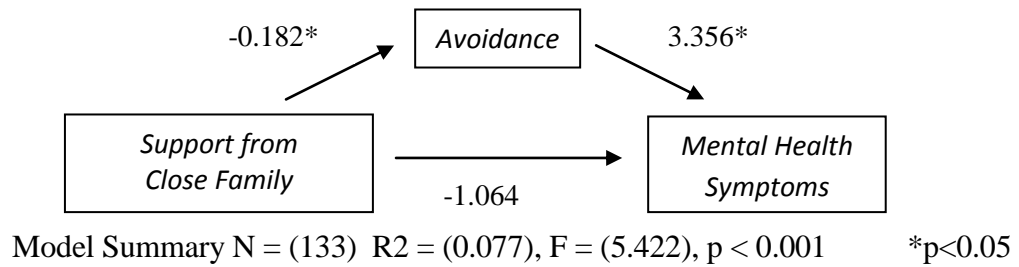 -0.182*
Avoidance
3.356*
Support from
Close Family
Mental Health
Symptoms
-1.064
Model Summary N = (133) R2 = (0.077), F = (5.422), p < 0.001 *p<0.05